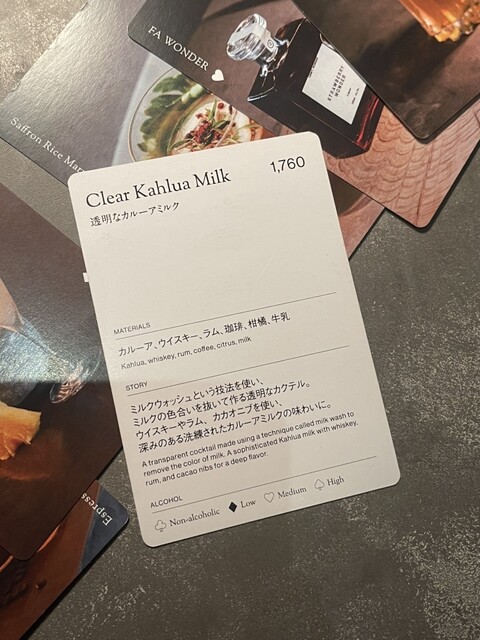 FA WONDER
STRAWBERRY
WONDER
Saffron Rice Mar
Clear Kahlua Milk
1,760
透明なカルーアミルク
MATERIALS
カルーア、ウイスキー、ラム、珈琲、柑橘、牛乳
Kahlua, whiskey, rum, coffee, citrus, milk
STORY
ミルクウォッシュという技法を使い、
ミルクの色合いを抜いて作る透明なカクテル。
ウイスキーやラム、カカオニブを使い、
深みのある洗練されたカルーアミルクの味わいに。
A transparent cocktail made using a technique called milk wash to
remove the color of milk. A sophisticated Kahlua milk with whiskey,
rum, and cacao nibs for a deep flavor.
ALCOHOL
Non-alcoholic Low Medium High
Espress